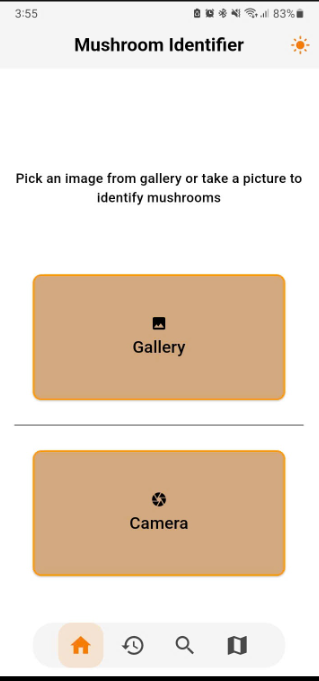 3:55
83%
Mushroom Identifier
Pick an image from gallery or take a picture to
identify mushrooms
Gallery
Camera